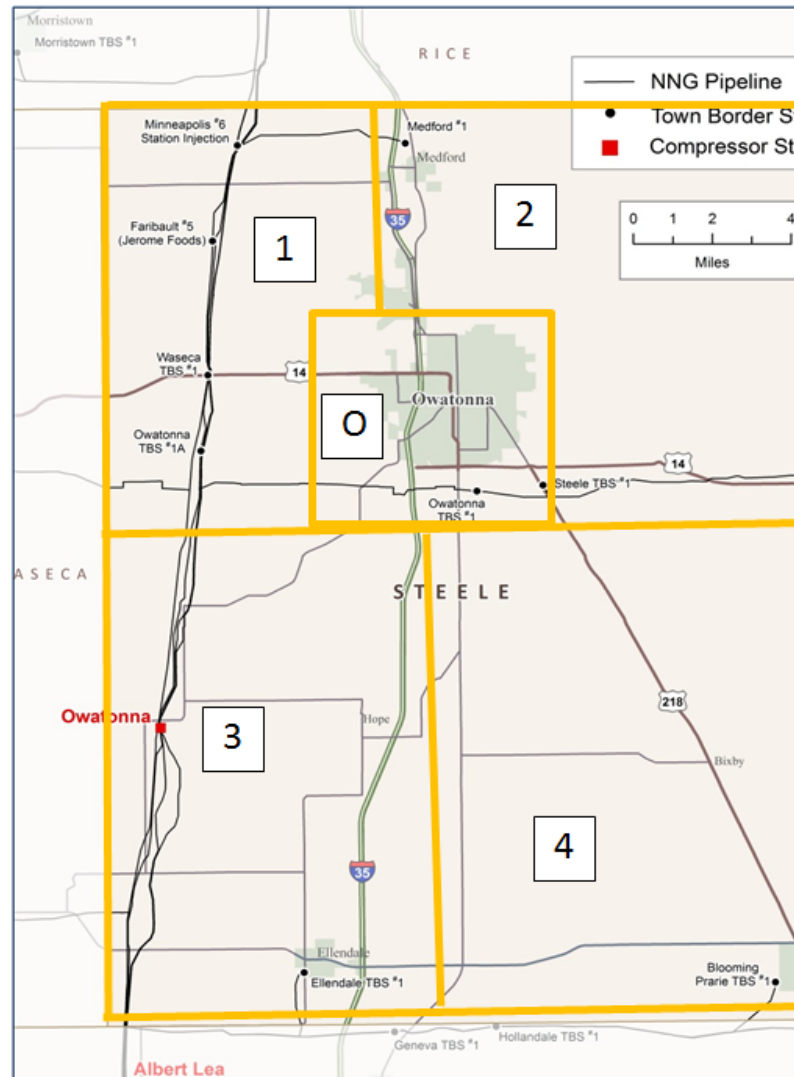 Morristown
Morristown TBS #1
RICE
NNG Pipeline
Town Border St
Compressor St
Minneapolis #6
Station Injection
Medford #1
Medford
35
2
0 2 4
Miles
Faribault #5
(Jerome Foods)
1
Waseca
TBS #1
14
O
Owatonna
Owatonna
TBS #1A
14
Steele TBS #1
Owatonna
TBS #1
ASECA
STEELE
Owatonna
3
Hope
218
Bixby
4
35
Ellendale
Ellendale TBS #1
Blooming
Prarie TBS #1
Geneva TBS #1
Hollandale TBS #1
Albert Lea